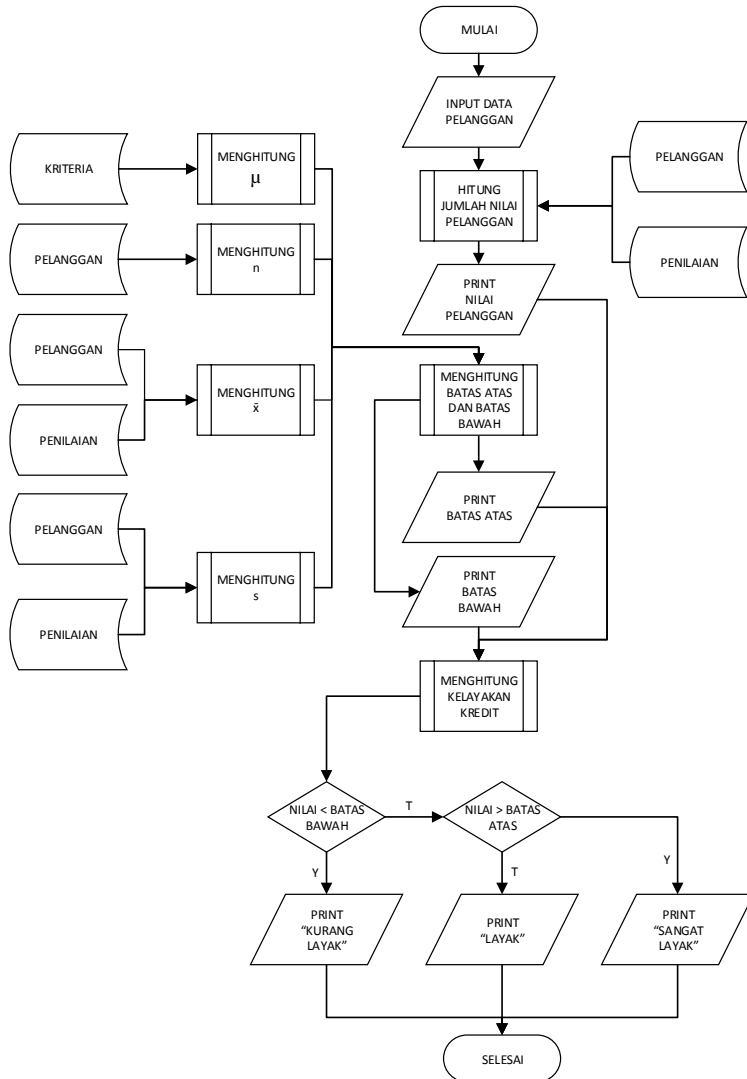 MULAI
INPUT DATA
PELANGGAN
KRITERIA
MENGHITUNG
μ
HITUNG
JUMLAH NILAI
PELANGGAN
PELANGGAN
PELANGGAN
MENGHITUNG
n
PENILAIAN
PRINT
NILAI
PELANGGAN
PELANGGAN
MENGHITUNG
x̄
PENILAIAN
MENGHITUNG
BATAS ATAS
DAN BATAS
BAWAH
PRINT
BATAS ATAS
PELANGGAN
MENGHITUNG
s
PENILAIAN
PRINT
BATAS
BAWAH
MENGHITUNG
KELAYAKAN
KREDIT
NILAI < BATAS
BAWAH
T
NILAI > BATAS
ATAS
Y
T
Y
PRINT
“KURANG
LAYAK”
PRINT
“LAYAK”
PRINT
“SANGAT
LAYAK”
SELESAI